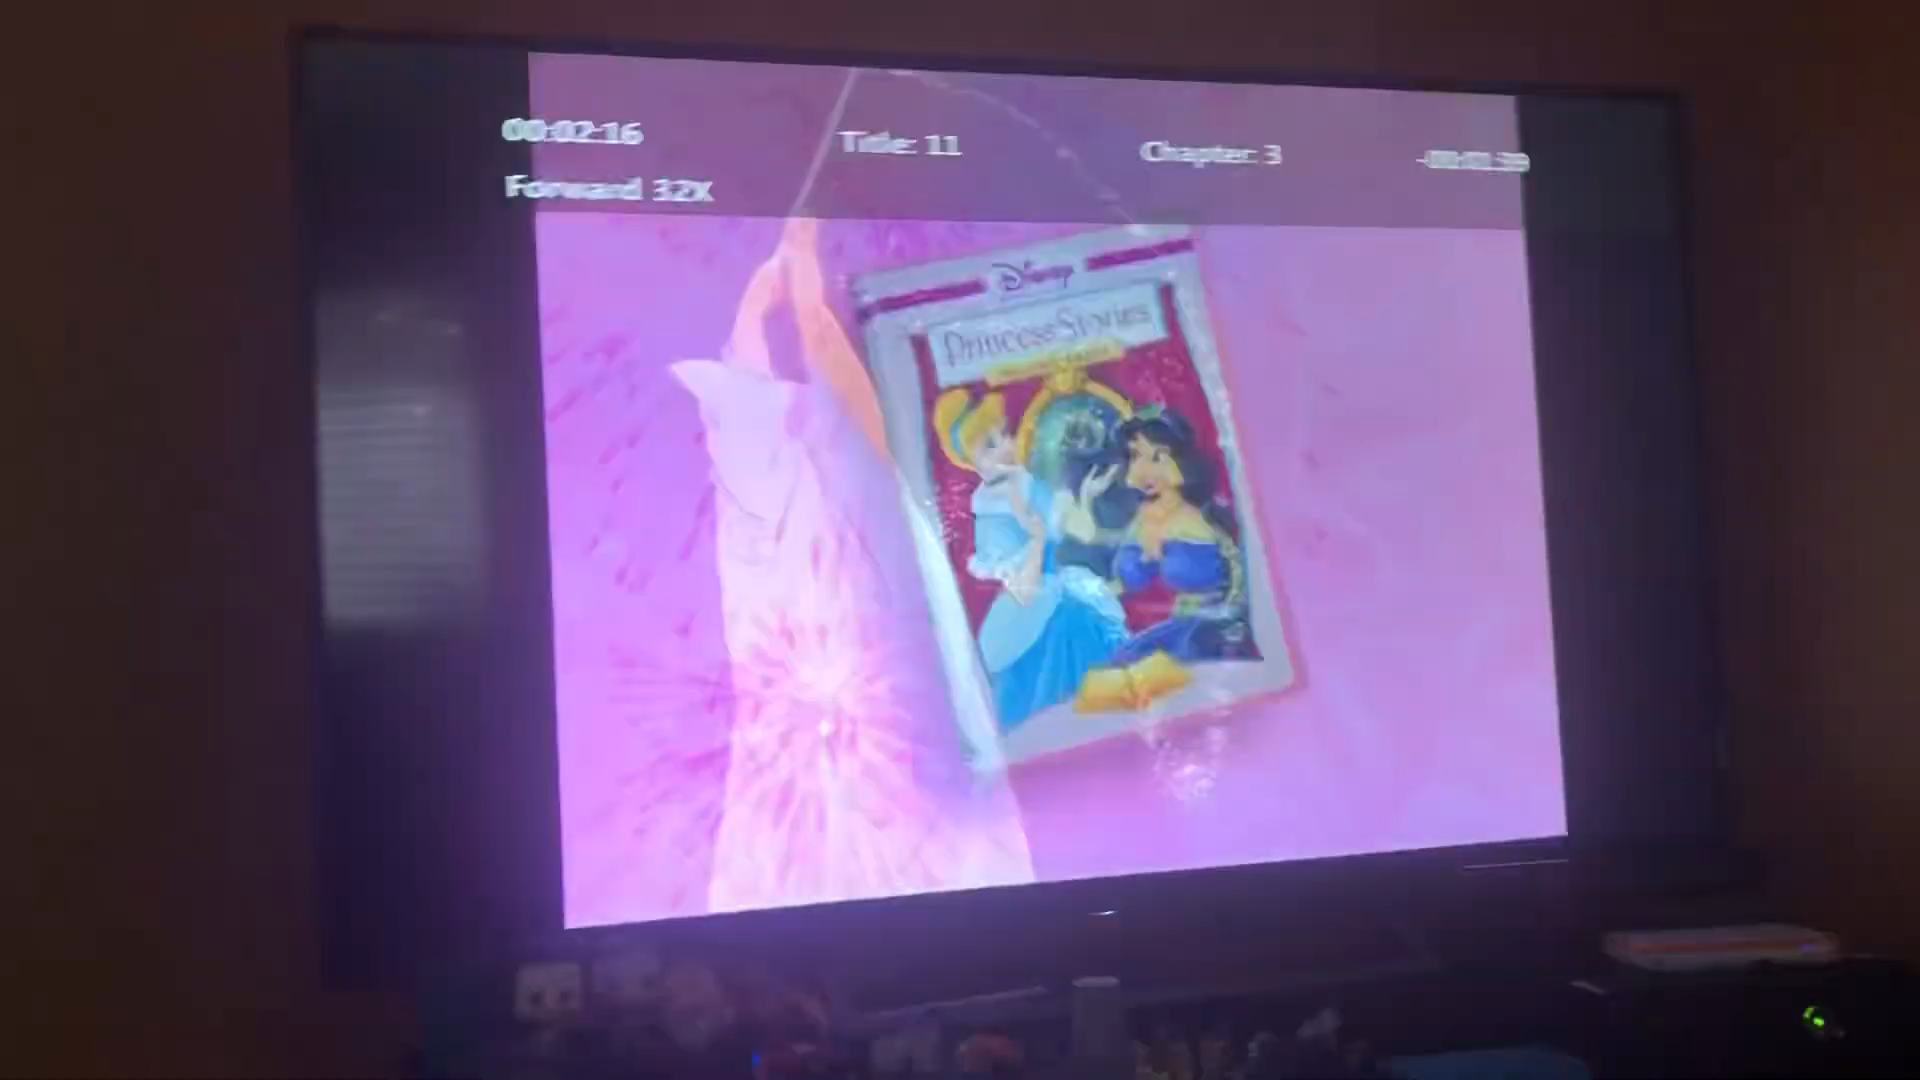 00:02:16 Title: 11 Chapter: 3
Forward 32X
Disney
Princess Stories